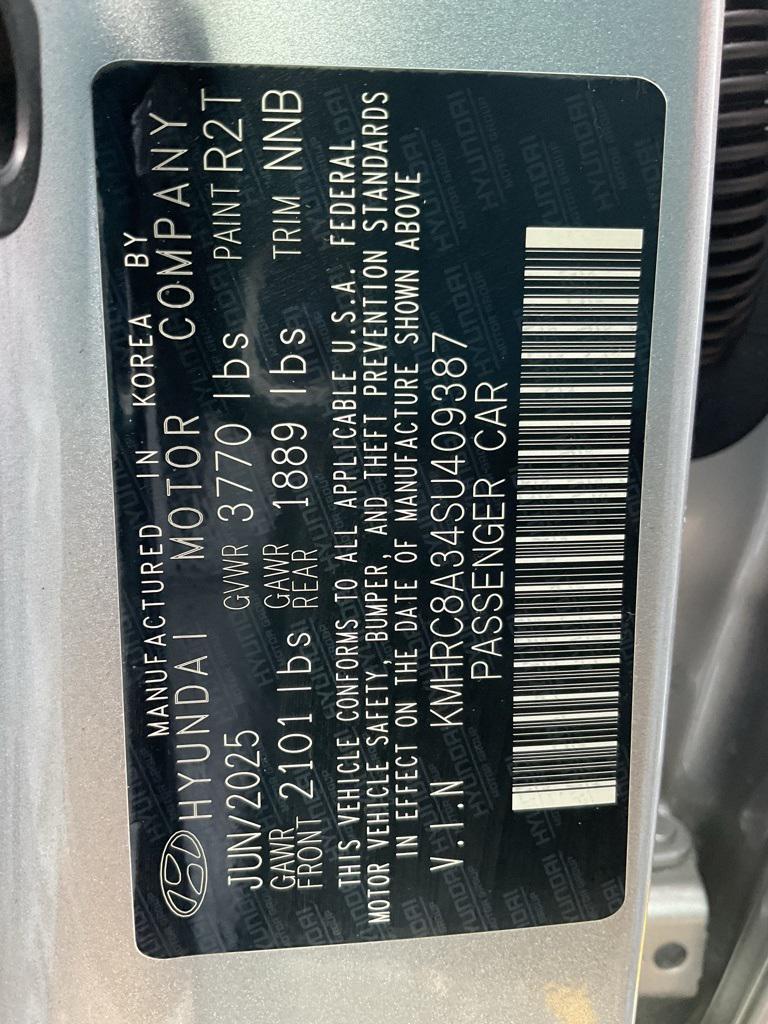 MANUFACTURED IN KOREA BY
HYUNDAI MOTOR COMPANY
JUN/2025 GVWR 3770 lbs PAINT R2T
GAWR FRONT 2101 lbs GAWR REAR 1889 lbs TRIM NNB
THIS VEHICLE CONFORMS TO ALL APPLICABLE U.S.A. FEDERAL
MOTOR VEHICLE SAFETY, BUMPER, AND THEFT PREVENTION STANDARDS
IN EFFECT ON THE DATE OF MANUFACTURE SHOWN ABOVE
V.I.N KMHRC8A34SU409387
PASSENGER CAR